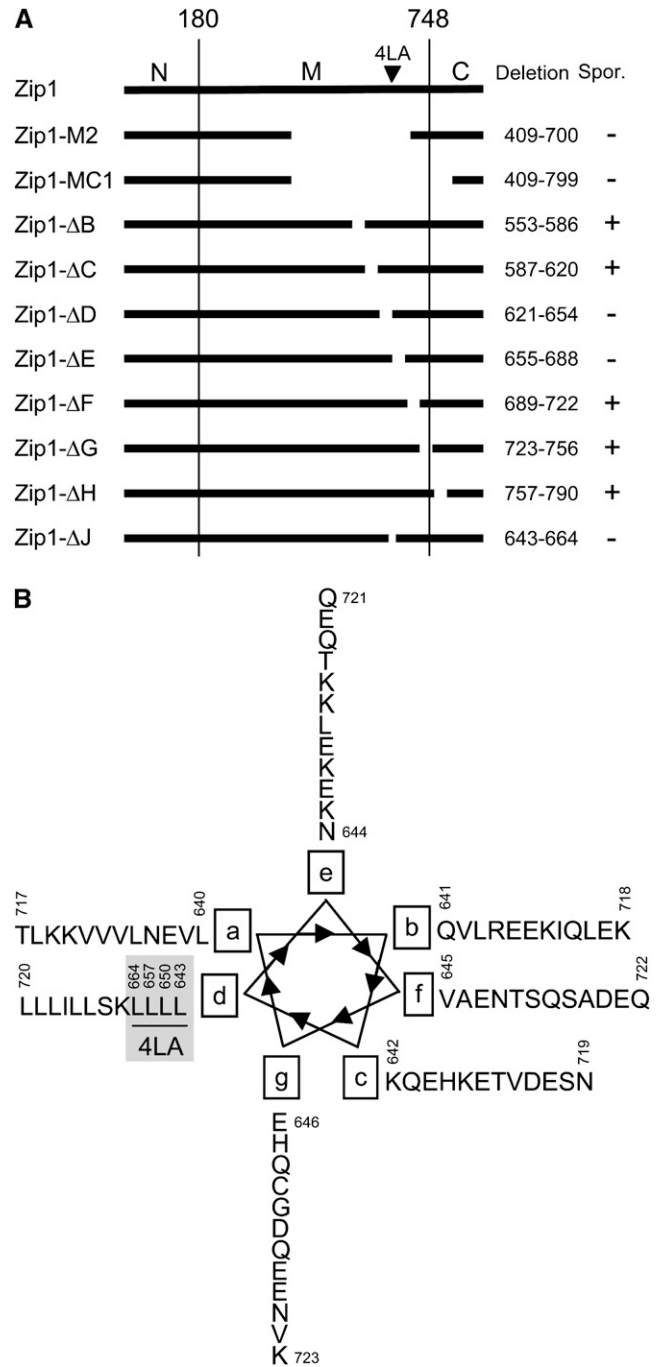 A
180 748
4LA
N M C Deletion Spor.
Zip1
Zip1-M2 409-700 -
Zip1-MC1 409-799 -
Zip1-ΔB 553-586 +
Zip1-ΔC 587-620 +
Zip1-ΔD 621-654 -
Zip1-ΔE 655-688 -
Zip1-ΔF 689-722 +
Zip1-ΔG 723-756 +
Zip1-ΔH 757-790 +
Zip1-ΔJ 643-664 -
B
Q 721
E
Q
T
K
K
L
E
K
E
K
N 644
e
717 640
TLKKVVVLNEVL a
b
641 718
QVLREEKIQLEK
720 664 657 650 643
LLLILLSKLLLL d
4LA
f
645 722
VAENTSQSADEQ
g
c
642 719
KQEHKETVDESN
E 646
H
Q
C
G
D
Q
E
E
N
V
K 723